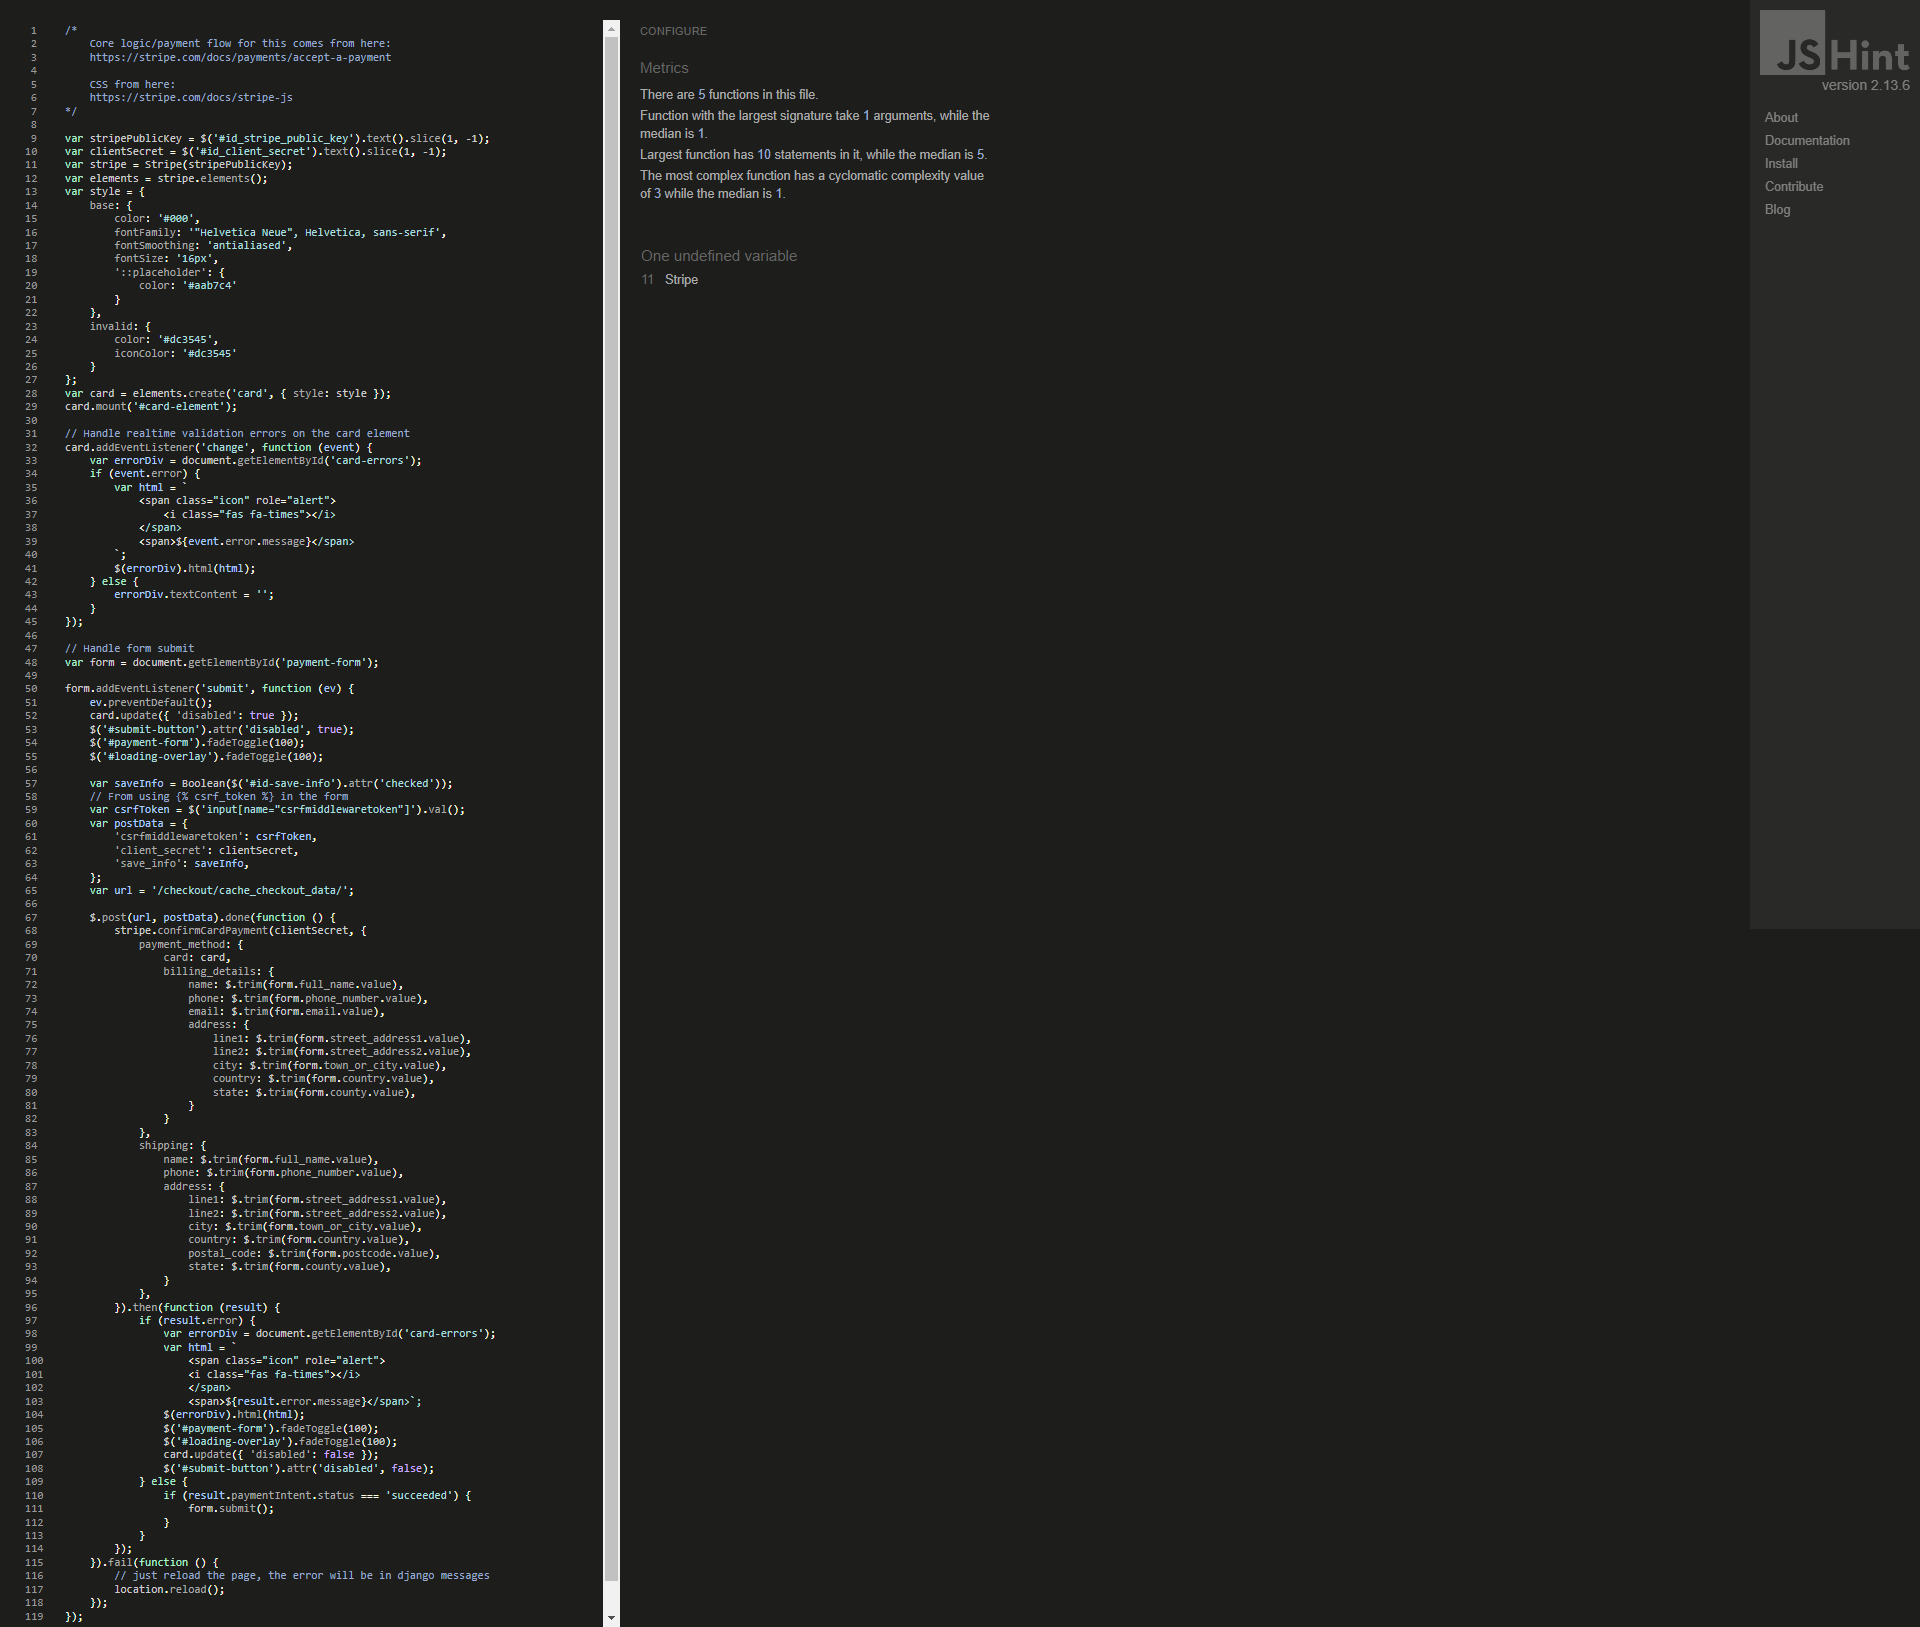 1 /*
2 Core logic/payment flow for this comes from here:
3 https://stripe.com/docs/payments/accept-a-payment
4
5 CSS from here:
6 https://stripe.com/docs/stripe-js
7 */
8
9 var stripePublicKey = $('#id_stripe_public_key').text().slice(1, -1);
10 var clientSecret = $('#id_client_secret').text().slice(1, -1);
11 var stripe = Stripe(stripePublicKey);
12 var elements = stripe.elements();
13 var style = {
14 base: {
15 color: '#000',
16 fontFamily: '"Helvetica Neue", Helvetica, sans-serif',
17 fontSmoothing: 'antialiased',
18 fontSize: '16px',
19 '::placeholder': {
20 color: '#aab7c4'
21 }
22 },
23 invalid: {
24 color: '#dc3545',
25 iconColor: '#dc3545'
26 }
27 };
28 var card = elements.create('card', { style: style });
29 card.mount('#card-element');
30
31 // Handle realtime validation errors on the card element
32 card.addEventListener('change', function (event) {
33 var errorDiv = document.getElementById('card-errors');
34 if (event.error) {
35 var html = `
36 <span class="icon" role="alert">
37 <i class="fas fa-times"></i>
38 </span>
39 <span>${event.error.message}</span>
40 `;
41 $(errorDiv).html(html);
42 } else {
43 errorDiv.textContent = '';
44 }
45 });
46
47 // Handle form submit
48 var form = document.getElementById('payment-form');
49
50 form.addEventListener('submit', function (ev) {
51 ev.preventDefault();
52 card.update({ 'disabled': true });
53 $('#submit-button').attr('disabled', true);
54 $('#payment-form').fadeToggle(100);
55 $('#loading-overlay').fadeToggle(100);
56
57 var saveInfo = Boolean($('#id-save-info').attr('checked'));
58 // From using {% csrf_token %} in the form
59 var csrfToken = $('input[name="csrfmiddlewaretoken"]').val();
60 var postData = {
61 'csrfmiddlewaretoken': csrfToken,
62 'client_secret': clientSecret,
63 'save_info': saveInfo,
64 };
65 var url = '/checkout/cache_checkout_data/';
66
67 $.post(url, postData).done(function () {
68 stripe.confirmCardPayment(clientSecret, {
69 payment_method: {
70 card: card,
71 billing_details: {
72 name: $.trim(form.full_name.value),
73 phone: $.trim(form.phone_number.value),
74 email: $.trim(form.email.value),
75 address: {
76 line1: $.trim(form.street_address1.value),
77 line2: $.trim(form.street_address2.value),
78 city: $.trim(form.town_or_city.value),
79 country: $.trim(form.country.value),
80 state: $.trim(form.county.value),
81 }
82 }
83 },
84 shipping: {
85 name: $.trim(form.full_name.value),
86 phone: $.trim(form.phone_number.value),
87 address: {
88 line1: $.trim(form.street_address1.value),
89 line2: $.trim(form.street_address2.value),
90 city: $.trim(form.town_or_city.value),
91 country: $.trim(form.country.value),
92 postal_code: $.trim(form.postcode.value),
93 state: $.trim(form.county.value),
94 }
95 },
96 }).then(function (result) {
97 if (result.error) {
98 var errorDiv = document.getElementById('card-errors');
99 var html = `
100 <span class="icon" role="alert">
101 <i class="fas fa-times"></i>
102 </span>
103 <span>${result.error.message}</span>`;
104 $(errorDiv).html(html);
105 $('#payment-form').fadeToggle(100);
106 $('#loading-overlay').fadeToggle(100);
107 card.update({ 'disabled': false });
108 $('#submit-button').attr('disabled', false);
109 } else {
110 if (result.paymentIntent.status === 'succeeded') {
111 form.submit();
112 }
113 }
114 });
115 }).fail(function () {
116 // just reload the page, the error will be in django messages
117 location.reload();
118 });
119 });
CONFIGURE
Metrics
There are 5 functions in this file.
Function with the largest signature take 1 arguments, while the
median is 1.
Largest function has 10 statements in it, while the median is 5.
The most complex function has a cyclomatic complexity value
of 3 while the median is 1.
One undefined variable
11 Stripe
JSHint
version 2.13.6
About
Documentation
Install
Contribute
Blog